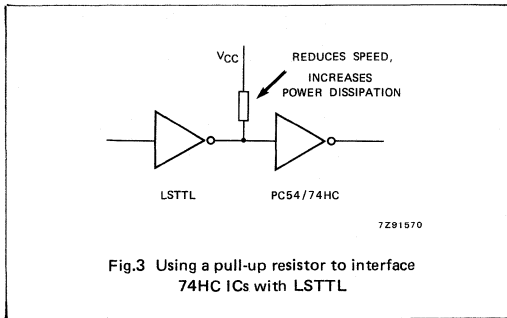 VCC
REDUCES SPEED,
INCREASES
POWER DISSIPATION
LSTTL
PC54/74HC
7Z91570
Fig.3 Using a pull-up resistor to interface
74HC ICs with LSTTL